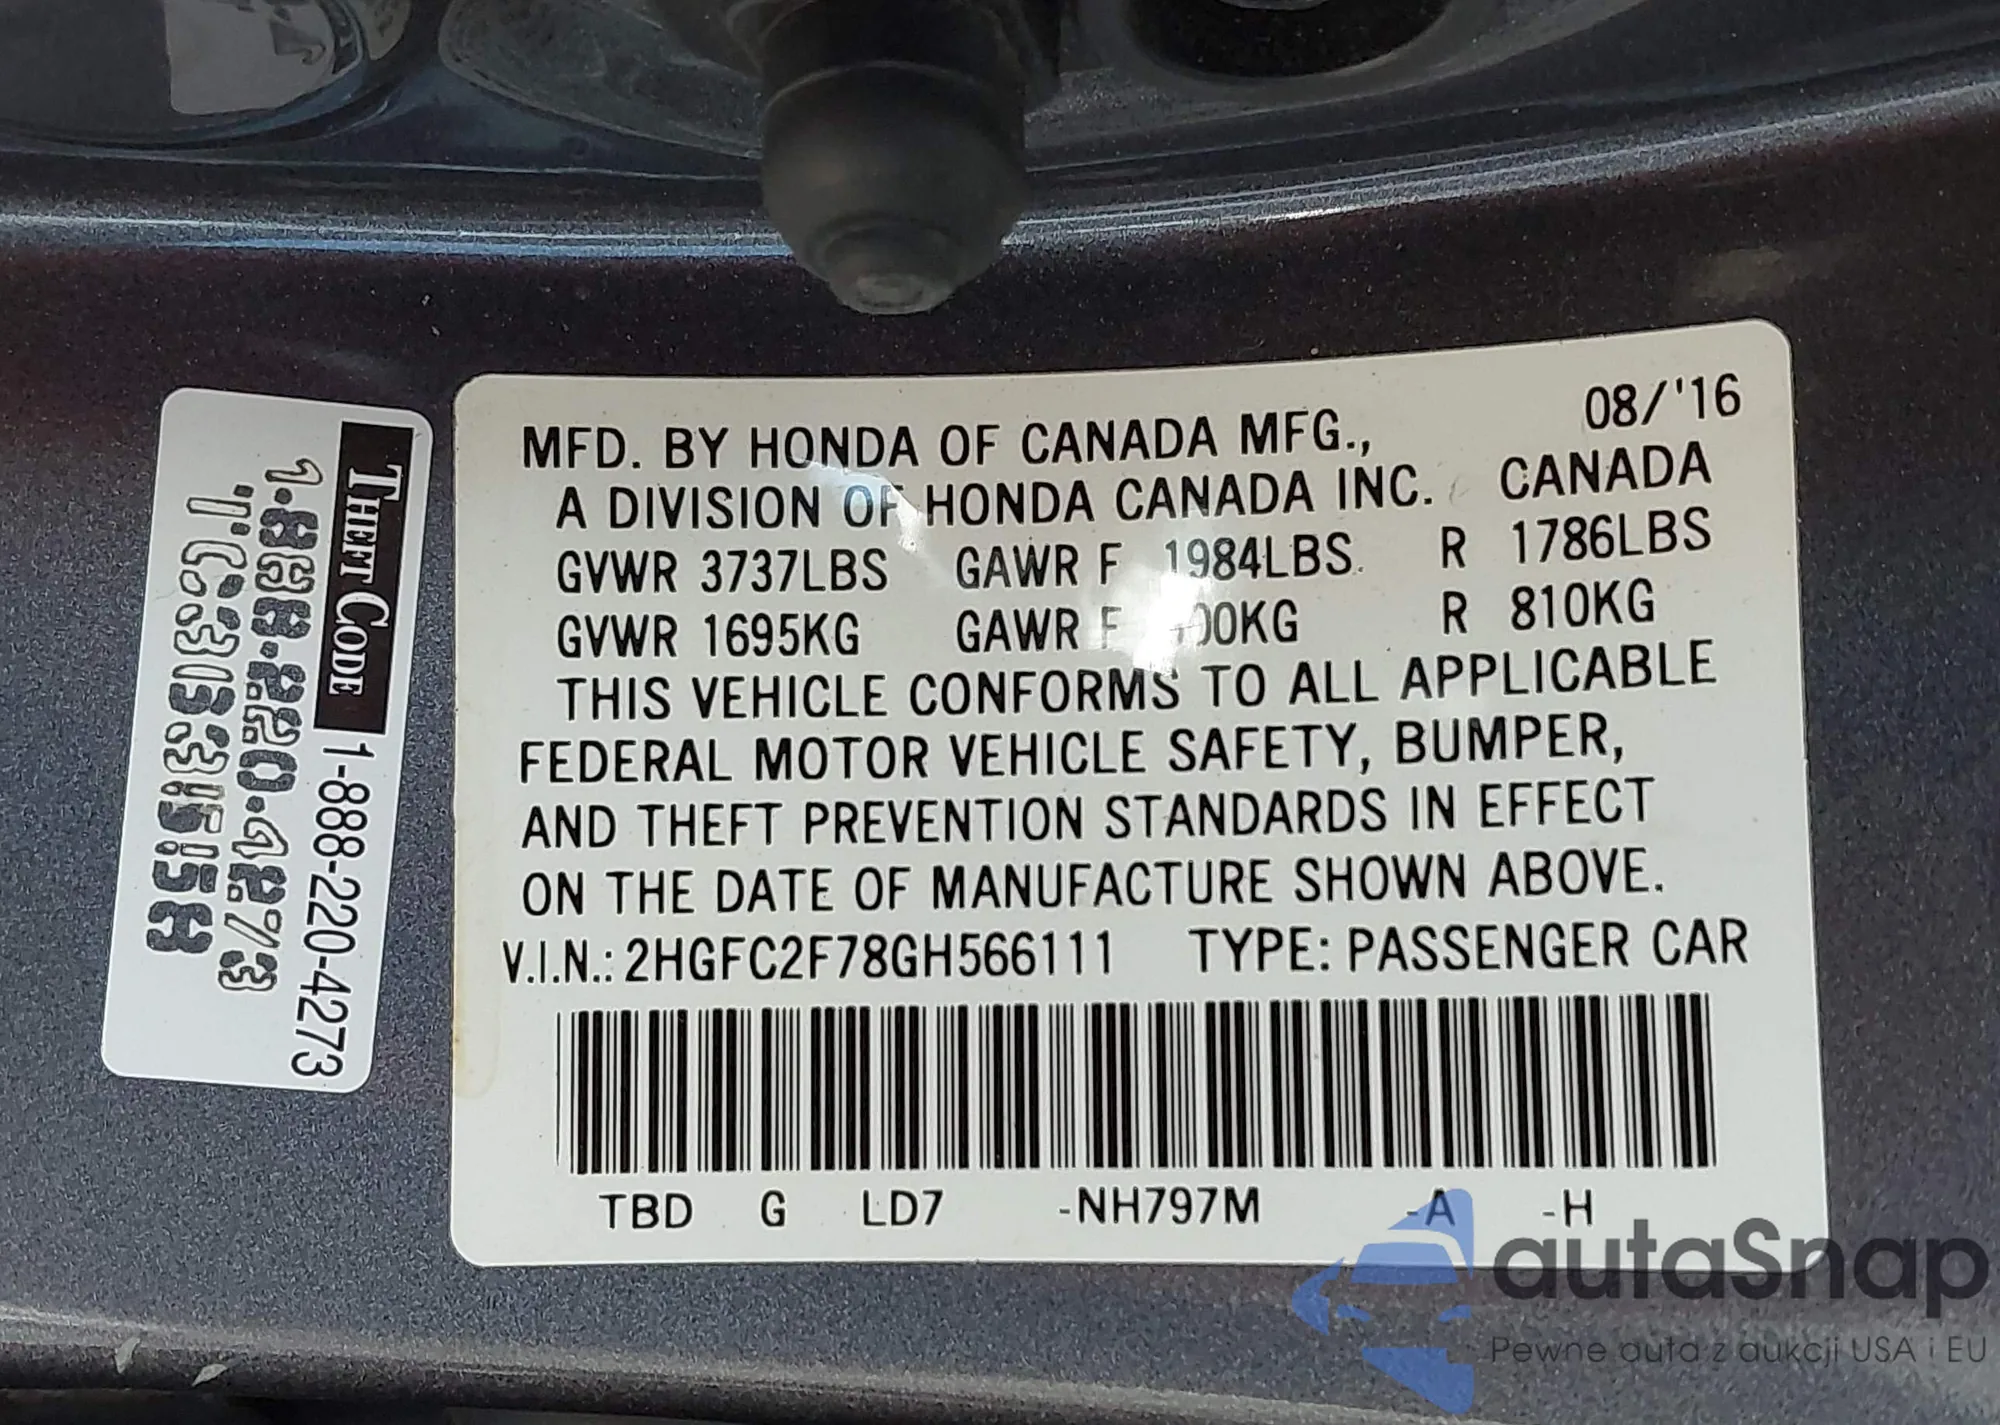 THEFT CODE 1-888-220-4273
1.888.220.4273
MFD. BY HONDA OF CANADA MFG., 08/'16
A DIVISION OF HONDA CANADA INC. CANADA
GVWR 3737LBS GAWR F 1984LBS R 1786LBS
GVWR 1695KG GAWR F R 810KG
THIS VEHICLE CONFORMS TO ALL APPLICABLE
FEDERAL MOTOR VEHICLE SAFETY, BUMPER,
AND THEFT PREVENTION STANDARDS IN EFFECT
ON THE DATE OF MANUFACTURE SHOWN ABOVE.
V.I.N.: 2HGFC2F78GH566111 TYPE: PASSENGER CAR
TBD G LD7 -NH797M -A -H
autaSnap
Pewne auta z aukcji USA i EU